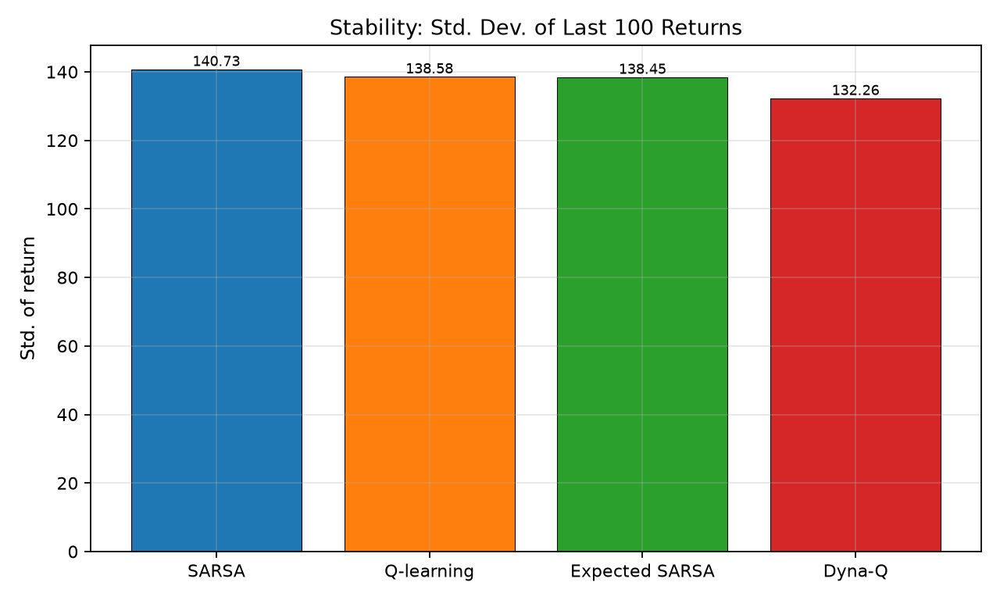 Stability: Std. Dev. of Last 100 Returns
Std. of return
140
120
100
80
60
40
20
0
140.73
138.58
138.45
132.26
SARSA
Q-learning
Expected SARSA
Dyna-Q